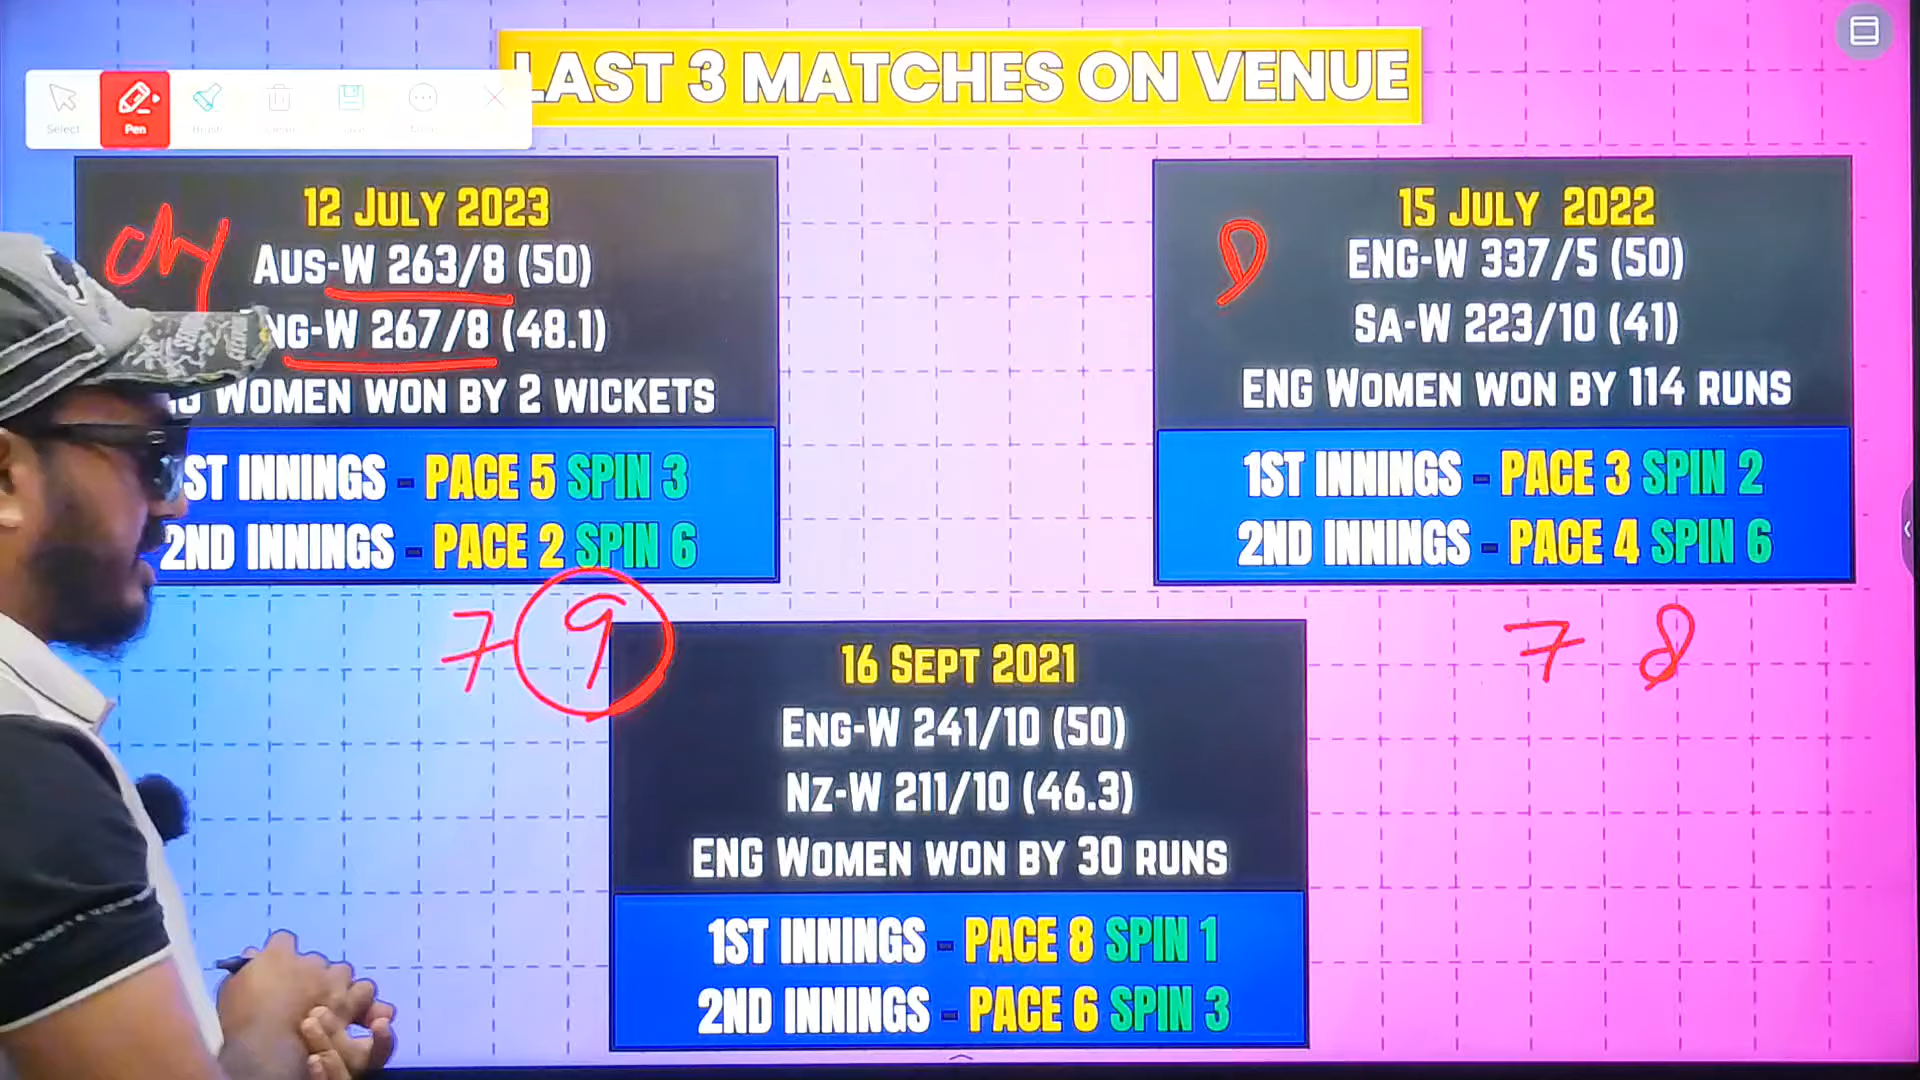 LAST 3 MATCHES ON VENUE
Select
Pen
Brush
12 JULY 2023
AUS-W 263/8 (50)
NG-W 267/8 (48.1)
WOMEN WON BY 2 WICKETS
ST INNINGS - PACE 5 SPIN 3
2ND INNINGS - PACE 2 SPIN 6
7 9
15 JULY 2022
ENG-W 337/5 (50)
SA-W 223/10 (41)
ENG WOMEN WON BY 114 RUNS
1ST INNINGS - PACE 3 SPIN 2
2ND INNINGS - PACE 4 SPIN 6
7 8
16 SEPT 2021
ENG-W 241/10 (50)
NZ-W 211/10 (46.3)
ENG WOMEN WON BY 30 RUNS
1ST INNINGS - PACE 8 SPIN 1
2ND INNINGS - PACE 6 SPIN 3